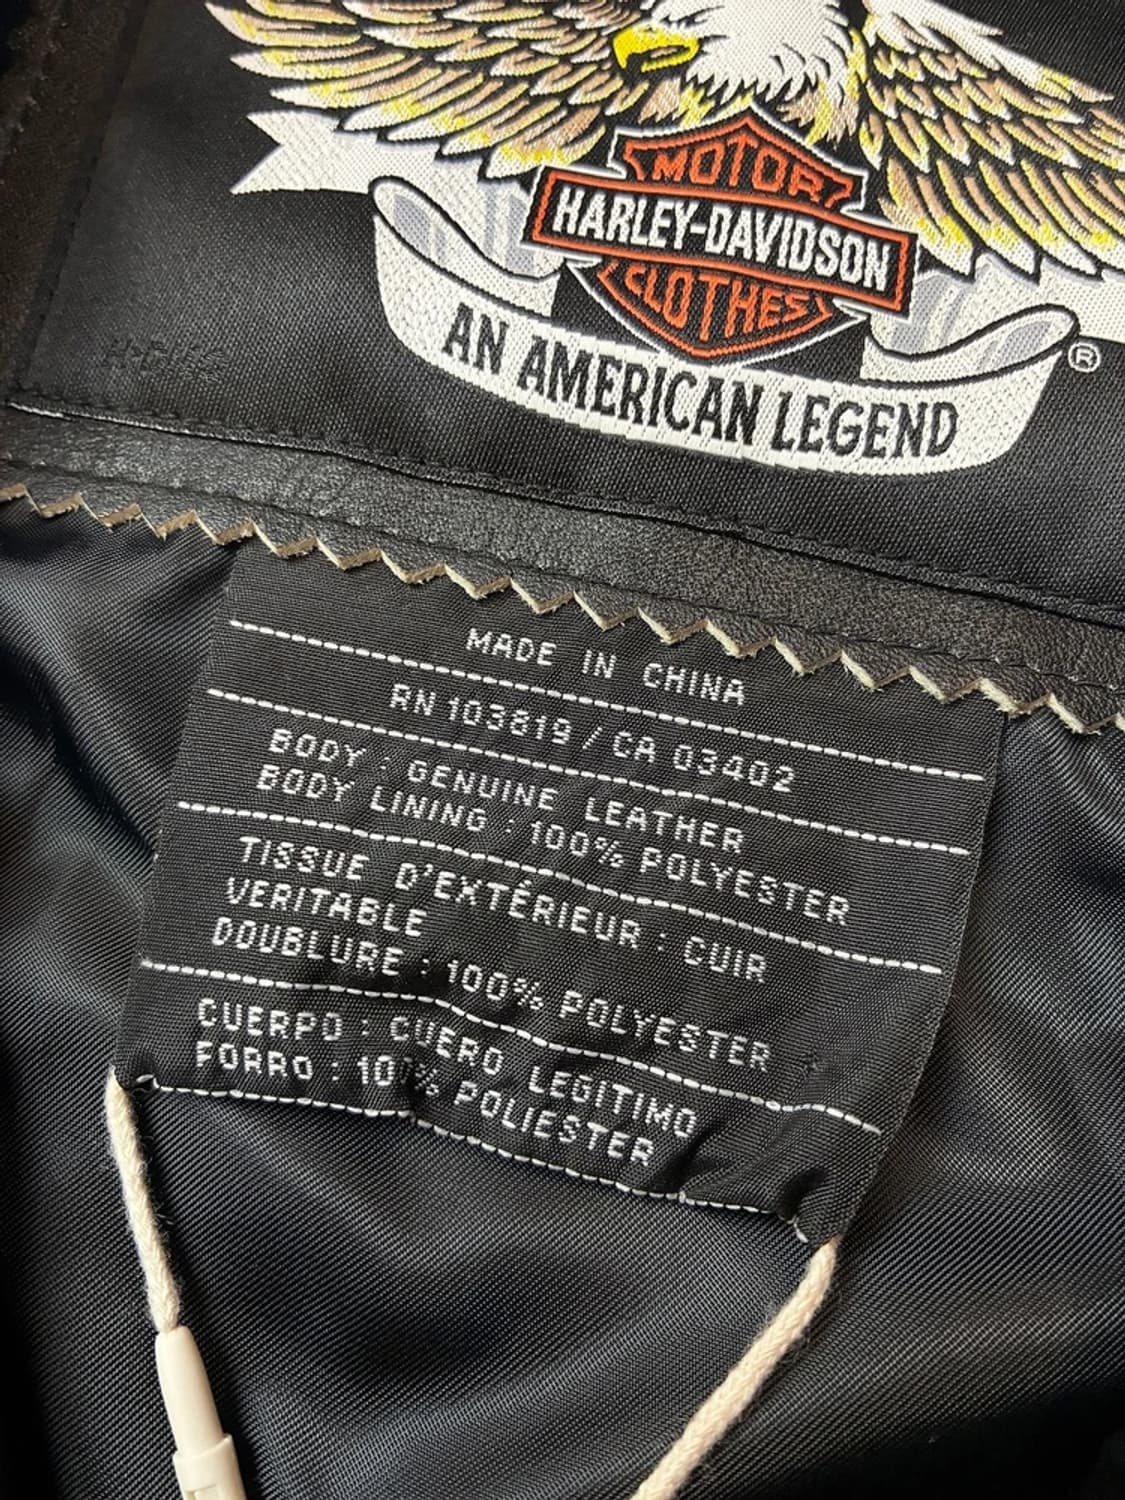 MOTOR
HARLEY-DAVIDSON
CLOTHES
AN AMERICAN LEGEND
®
MADE IN CHINA
RN 103819 / CA 03402
BODY : GENUINE LEATHER
BODY LINING : 100% POLYESTER
TISSUE D'EXTÉRIEUR : CUIR
VERITABLE
DOUBLURE : 100% POLYESTER
CUERPO : CUERO LEGITIMO
FORRO : 100% POLIESTER